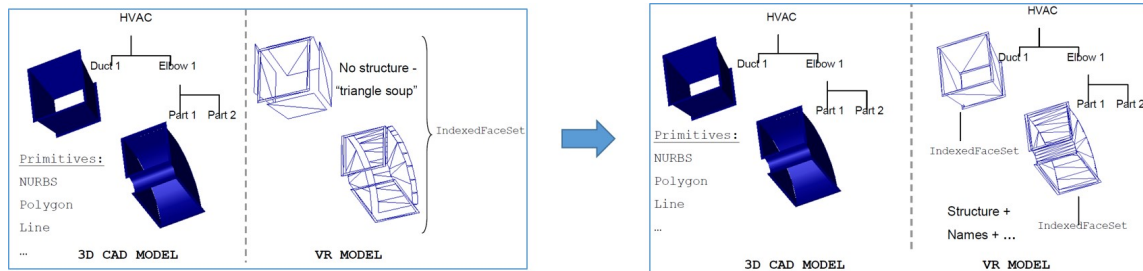 HVAC
Duct 1 Elbow 1
Part 1 Part 2
Primitives:
NURBS
Polygon
Line
…
3D CAD MODEL
No structure -
“triangle soup”
IndexedFaceSet
VR MODEL
HVAC
Duct 1 Elbow 1
Part 1 Part 2
Primitives:
NURBS
Polygon
Line
…
3D CAD MODEL
HVAC
Duct 1 Elbow 1
Part 1 Part 2
IndexedFaceSet
Structure +
Names + …
IndexedFaceSet
VR MODEL